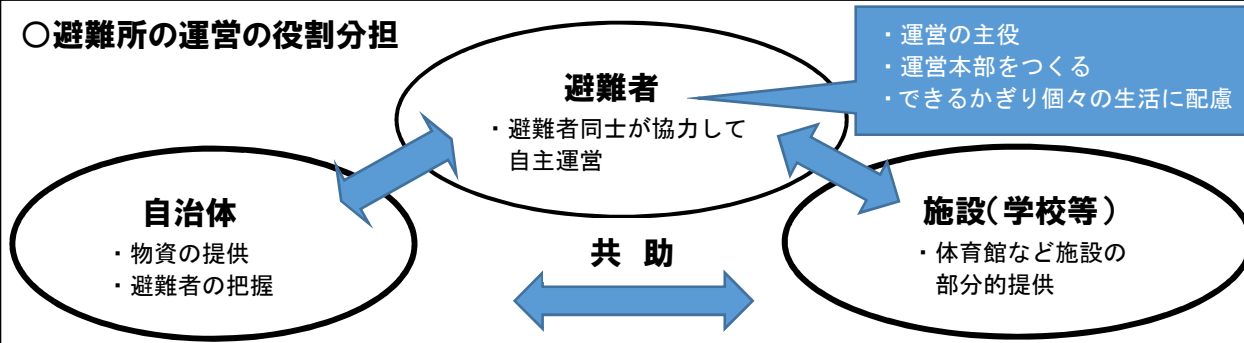 〇避難所の運営の役割分担
避難者
・避難者同士が協力して
自主運営
・運営の主役
・運営本部をつくる
・できるかぎり個々の生活に配慮
自治体
・物資の提供
・避難者の把握
共 助
施設(学校等)
・体育館など施設の
部分的提供